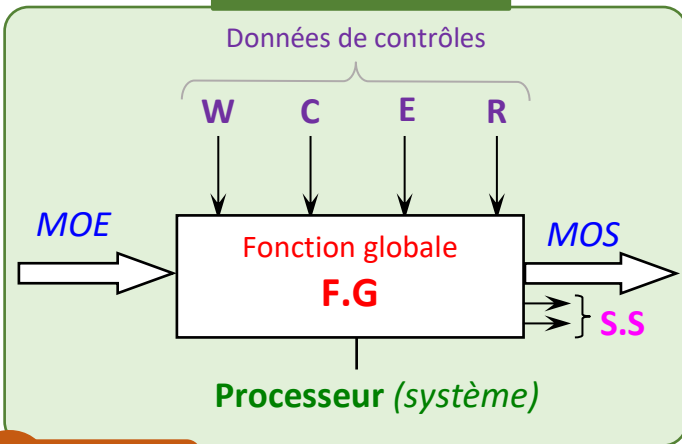 Données de contrôles
W C E R
MOE
Fonction globale
MOS
F.G
S.S
Processeur (système)